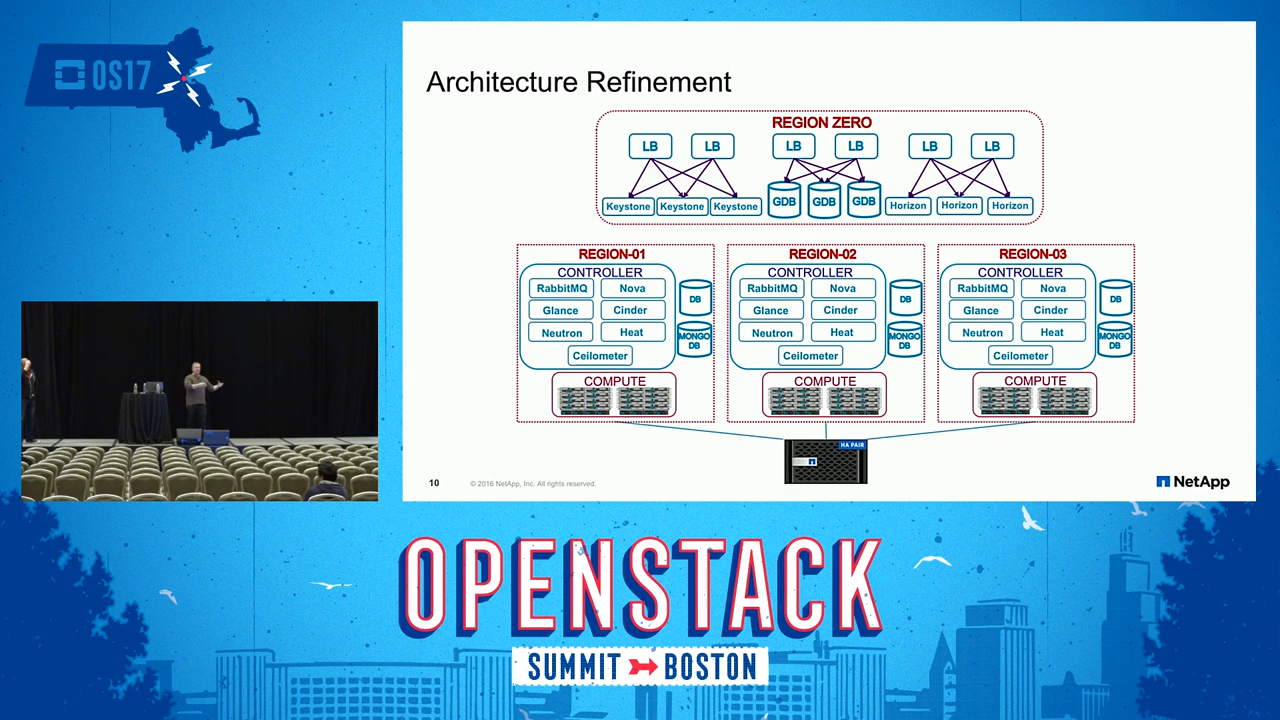 OS17
Architecture Refinement
REGION ZERO
LB LB LB LB LB LB
Keystone Keystone Keystone GDB GDB GDB Horizon Horizon Horizon
REGION-01
CONTROLLER
RabbitMQ Nova
Glance Cinder
Neutron Heat
Ceilometer
DB
MONGO
DB
COMPUTE
REGION-02
CONTROLLER
RabbitMQ Nova
Glance Cinder
Neutron Heat
Ceilometer
DB
MONGO
DB
COMPUTE
REGION-03
CONTROLLER
RabbitMQ Nova
Glance Cinder
Neutron Heat
Ceilometer
DB
MONGO
DB
COMPUTE
HA PAIR
10 © 2016 NetApp, Inc. All rights reserved.
NetApp
OPENSTACK
SUMMIT BOSTON